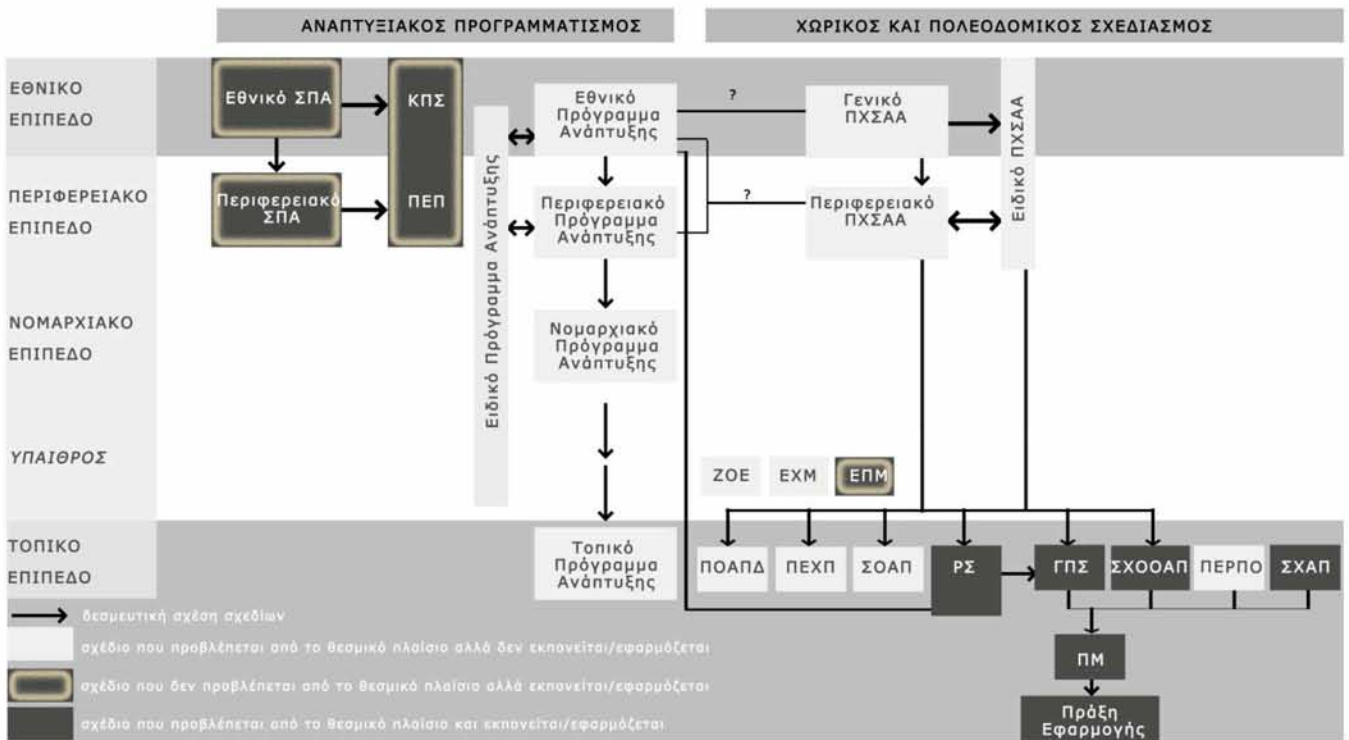 ΑΝΑΠΤΥΞΙΑΚΟΣ ΠΡΟΓΡΑΜΜΑΤΙΣΜΟΣ
ΧΩΡΙΚΟΣ ΚΑΙ ΠΟΛΕΟΔΟΜΙΚΟΣ ΣΧΕΔΙΑΣΜΟΣ
ΕΘΝΙΚΟ
ΕΠΙΠΕΔΟ
Εθνικό ΣΠΑ
ΚΠΣ
Εθνικό
Πρόγραμμα
Ανάπτυξης
?
Γενικό
ΠΧΣΑΑ
Ειδικό ΠΧΣΑΑ
Ειδικό Πρόγραμμα Ανάπτυξης
ΠΕΡΙΦΕΡΕΙΑΚΟ
ΕΠΙΠΕΔΟ
Περιφερειακό
ΣΠΑ
ΠΕΠ
Περιφερειακό
Πρόγραμμα
Ανάπτυξης
?
Περιφερειακό
ΠΧΣΑΑ
ΝΟΜΑΡΧΙΑΚΟ
ΕΠΙΠΕΔΟ
Νομαρχιακό
Πρόγραμμα
Ανάπτυξης
ΥΠΑΙΘΡΟΣ
ΖΟΕ
ΕΧΜ
ΕΠΜ
ΤΟΠΙΚΟ
ΕΠΙΠΕΔΟ
Τοπικό
Πρόγραμμα
Ανάπτυξης
ΠΟΑΠΔ
ΠΕΧΠ
ΣΟΑΠ
ΡΣ
ΓΠΣ
ΣΧΟΟΑΠ
ΠΕΡΠΟ
ΣΧΑΠ
ΠΜ
Πράξη
Εφαρμογής
δεσμευτική σχέση σχεδίων
σχέδιο που προβλέπεται από το θεσμικό πλαίσιο αλλά δεν εκπονείται/εφαρμόζεται
σχέδιο που δεν προβλέπεται από το θεσμικό πλαίσιο αλλά εκπονείται/εφαρμόζεται
σχέδιο που προβλέπεται από το θεσμικό πλαίσιο και εκπονείται/εφαρμόζεται